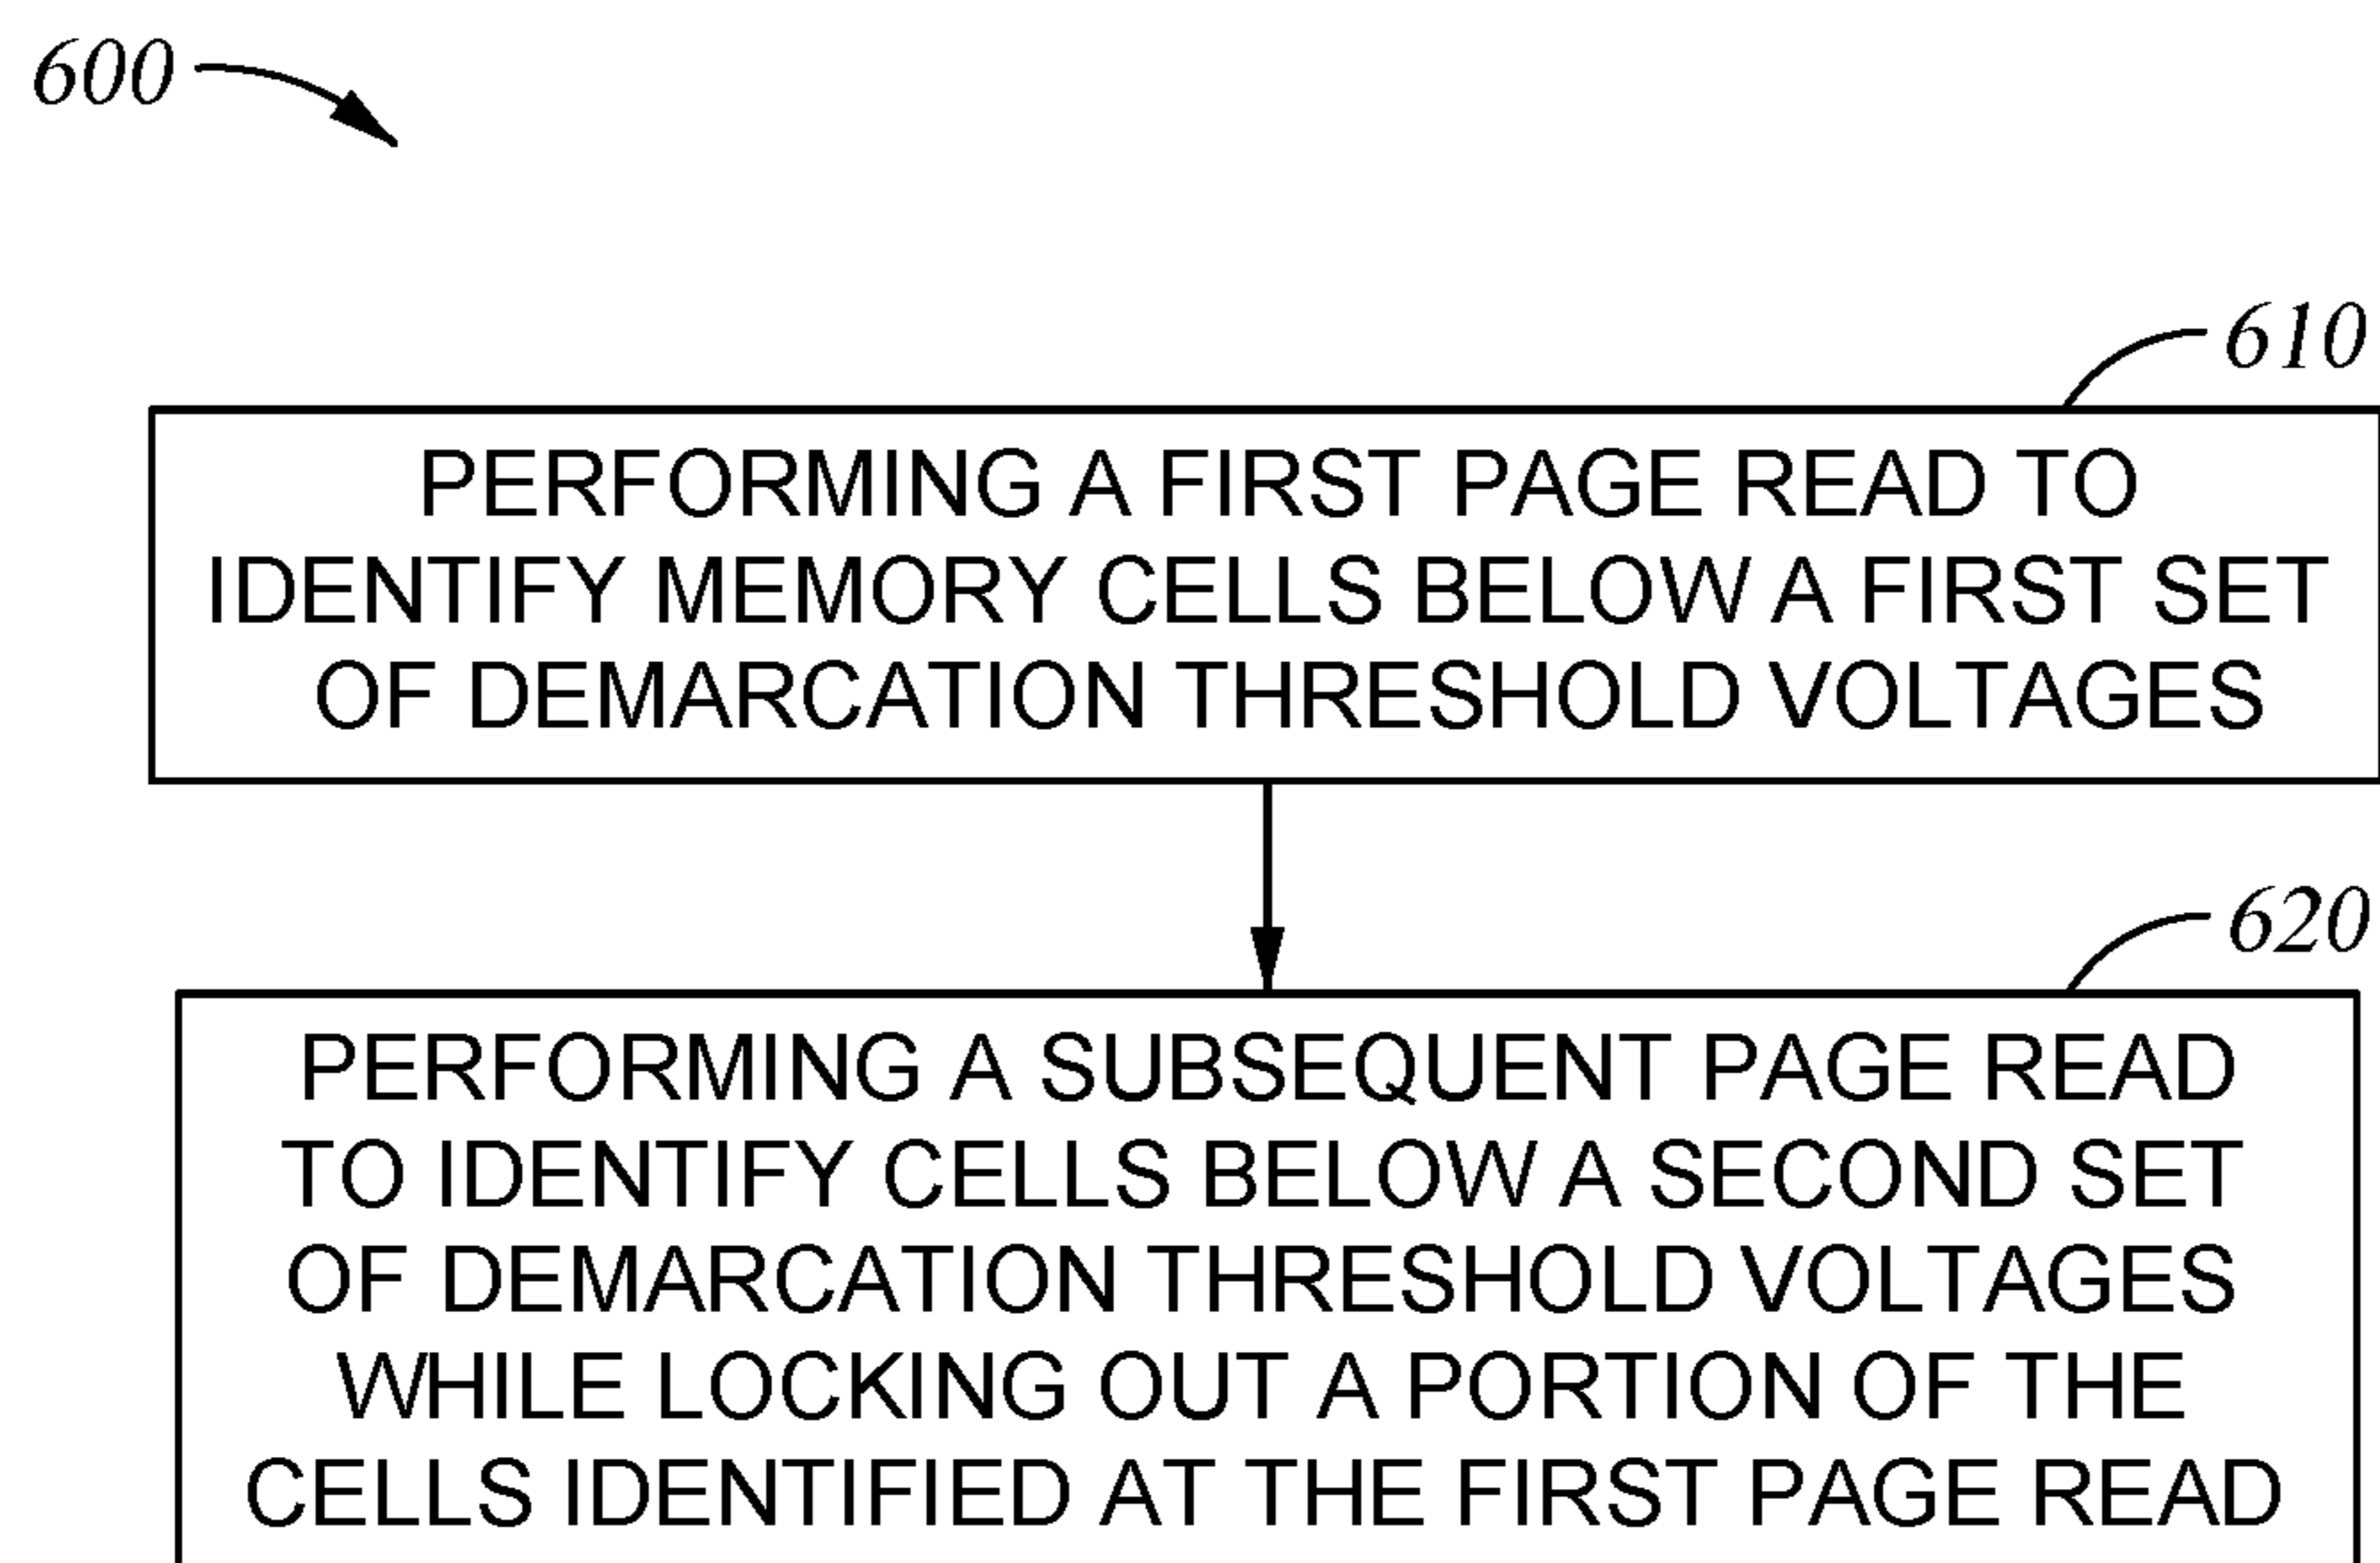 600
610
PERFORMING A FIRST PAGE READ TO
IDENTIFY MEMORY CELLS BELOW A FIRST SET
OF DEMARCATION THRESHOLD VOLTAGES
620
PERFORMING A SUBSEQUENT PAGE READ
TO IDENTIFY CELLS BELOW A SECOND SET
OF DEMARCATION THRESHOLD VOLTAGES
WHILE LOCKING OUT A PORTION OF THE
CELLS IDENTIFIED AT THE FIRST PAGE READ